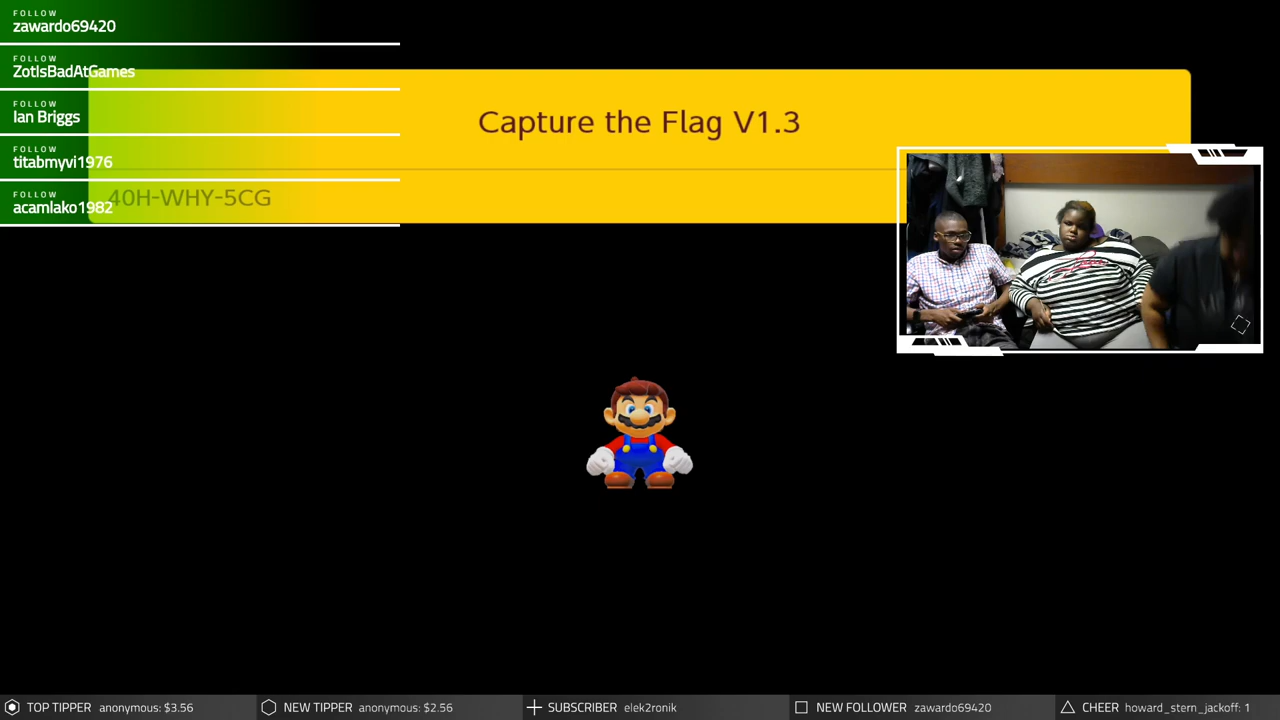 FOLLOW
zawardo69420
FOLLOW
ZotIsBadAtGames
FOLLOW
Ian Briggs
FOLLOW
titabmyvi1976
FOLLOW
acamiako1982
Capture the Flag V1.3
40H-WHY-5CG
TOP TIPPER anonymous: $3.56
NEW TIPPER anonymous: $2.56
SUBSCRIBER elek2ronik
NEW FOLLOWER zawardo69420
CHEER howard_stern_jackoff: 1